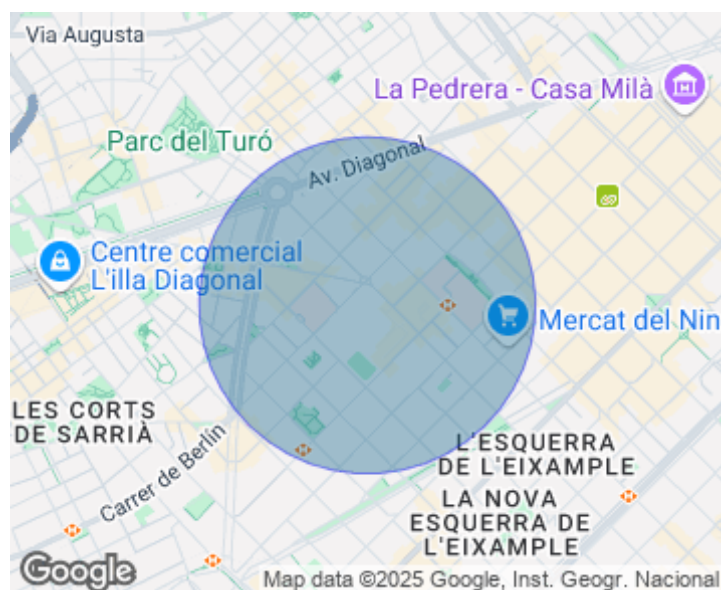 Via Augusta
La Pedrera - Casa Milà
Parc del Turó
Av. Diagonal
Centre comercial
L'illa Diagonal
Mercat del Nin
LES CORTS
DE SARRIÀ
L'ESQUERRA
DE L'EIXAMPLE
Carrer de Berlín
LA NOVA
ESQUERRA DE
L'EIXAMPLE
Google
Map data ©2025 Google, Inst. Geogr. Nacional